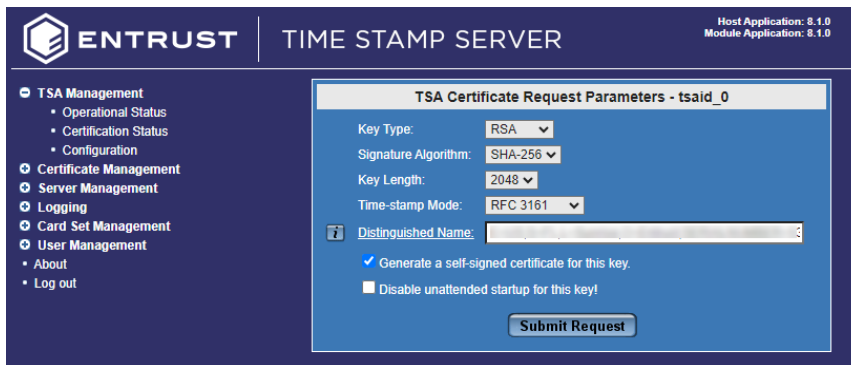 ENTRUST
TIME STAMP SERVER
Host Application: 8.1.0
Module Application: 8.1.0
TSA Management
Operational Status
Certification Status
Configuration
Certificate Management
Server Management
Logging
Card Set Management
User Management
About
Log out
TSA Certificate Request Parameters - tsaid_0
Key Type: RSA
Signature Algorithm: SHA-256
Key Length: 2048
Time-stamp Mode: RFC 3161
i Distinguished Name:
Generate a self-signed certificate for this key.
Disable unattended startup for this key!
Submit Request